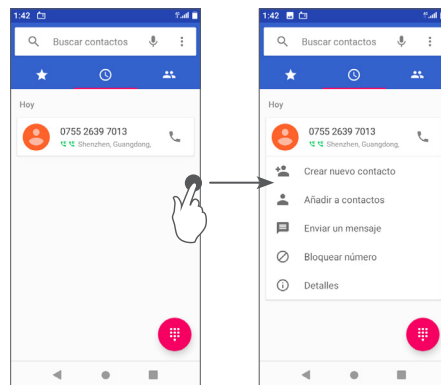 1:42
Buscar contactos
Hoy
0755 2639 7013
Shenzhen, Guangdong,
1:42
Buscar contactos
Hoy
0755 2639 7013
Shenzhen, Guangdong,
Crear nuevo contacto
Añadir a contactos
Enviar un mensaje
Bloquear número
Detalles